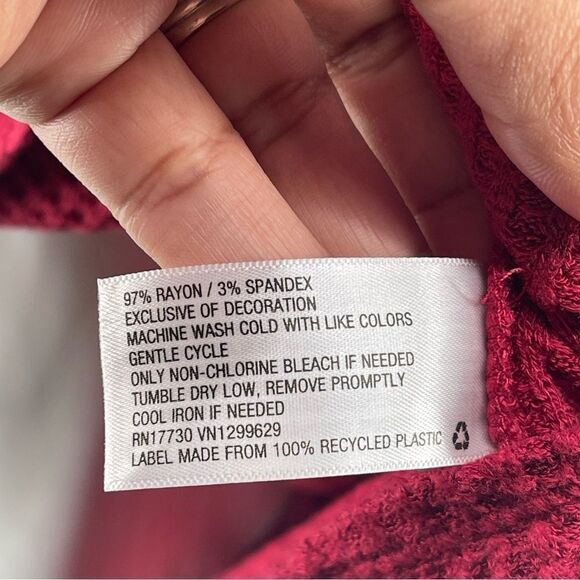 97% RAYON / 3% SPANDEX
EXCLUSIVE OF DECORATION
MACHINE WASH COLD WITH LIKE COLORS
GENTLE CYCLE
ONLY NON-CHLORINE BLEACH IF NEEDED
TUMBLE DRY LOW, REMOVE PROMPTLY
COOL IRON IF NEEDED
RN17730 VN1299629
LABEL MADE FROM 100% RECYCLED PLASTIC